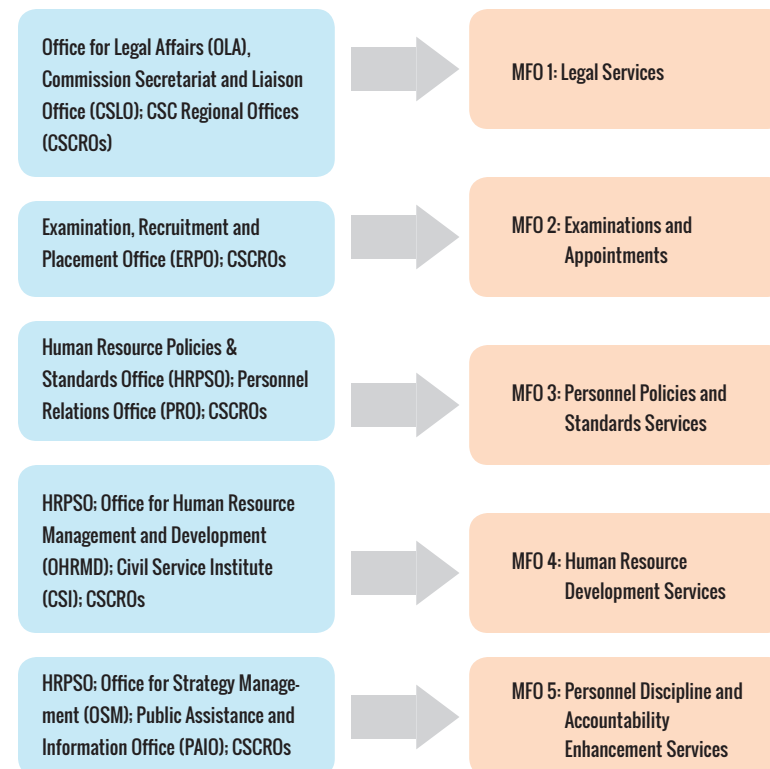 Office for Legal Affairs (OLA),
Commission Secretariat and Liaison
Office (CSLO); CSC Regional Offices
(CSCROs)
MFO 1: Legal Services
Examination, Recruitment and
Placement Office (ERPO); CSCROs
MFO 2: Examinations and
Appointments
Human Resource Policies &
Standards Office (HRPSO); Personnel
Relations Office (PRO); CSCROs
MFO 3: Personnel Policies and
Standards Services
HRPSO; Office for Human Resource
Management and Development
(OHRMD); Civil Service Institute
(CSI); CSCROs
MFO 4: Human Resource
Development Services
HRPSO; Office for Strategy Manage-
ment (OSM); Public Assistance and
Information Office (PAIO); CSCROs
MFO 5: Personnel Discipline and
Accountability
Enhancement Services